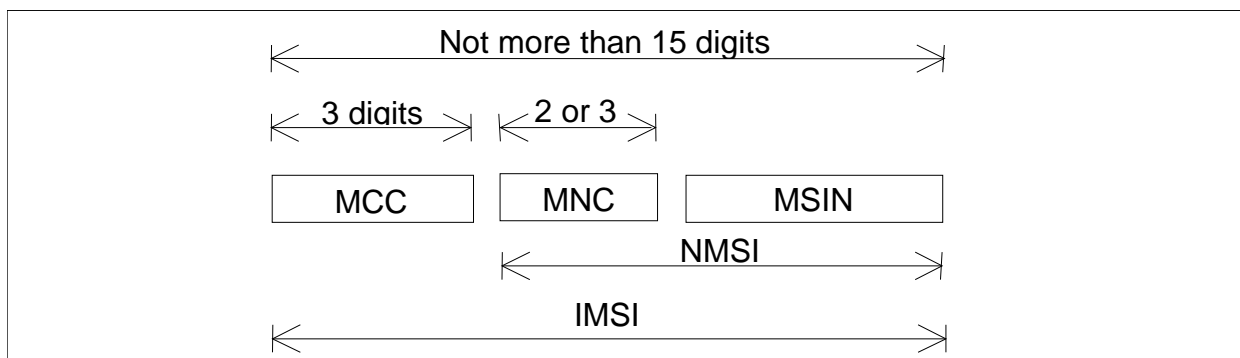 Not more than 15 digits
3 digits 2 or 3
MCC MNC MSIN
NMSI
IMSI